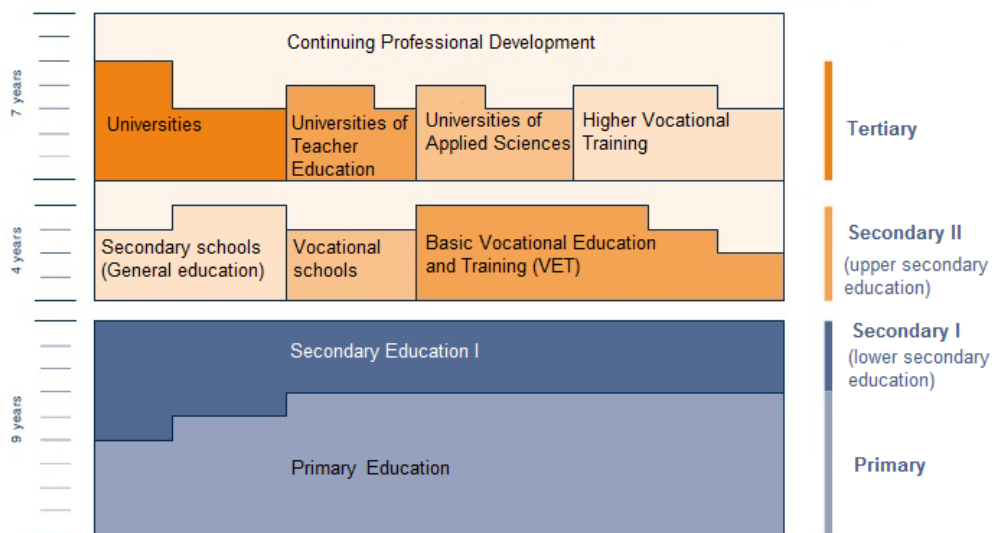 Continuing Professional Development
7 years
Universities
Universities of
Teacher
Education
Universities of
Applied Sciences
Higher Vocational
Training
Tertiary
4 years
Secondary schools
(General education)
Vocational
schools
Basic Vocational Education
and Training (VET)
Secondary II
(upper secondary
education)
9 years
Secondary Education I
Secondary I
(lower secondary
education)
Primary Education
Primary